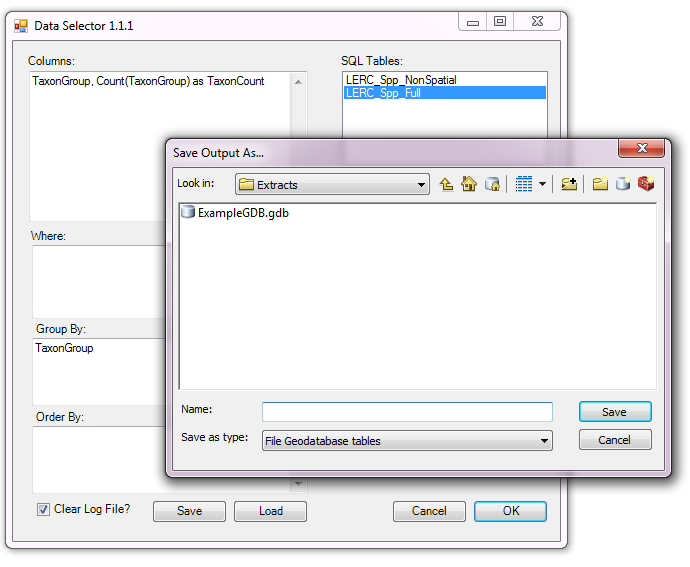 Data Selector 1.1.1
Columns:
TaxonGroup, Count(TaxonGroup) as TaxonCount
SQL Tables:
LERC_Spp_NonSpatial
LERC_Spp_Full
Where:
Group By:
TaxonGroup
Order By:
Clear Log File?
Save
Load
Cancel
OK
Save Output As...
Look in:
Extracts
ExampleGDB.gdb
Name:
Save
Save as type:
File Geodatabase tables
Cancel